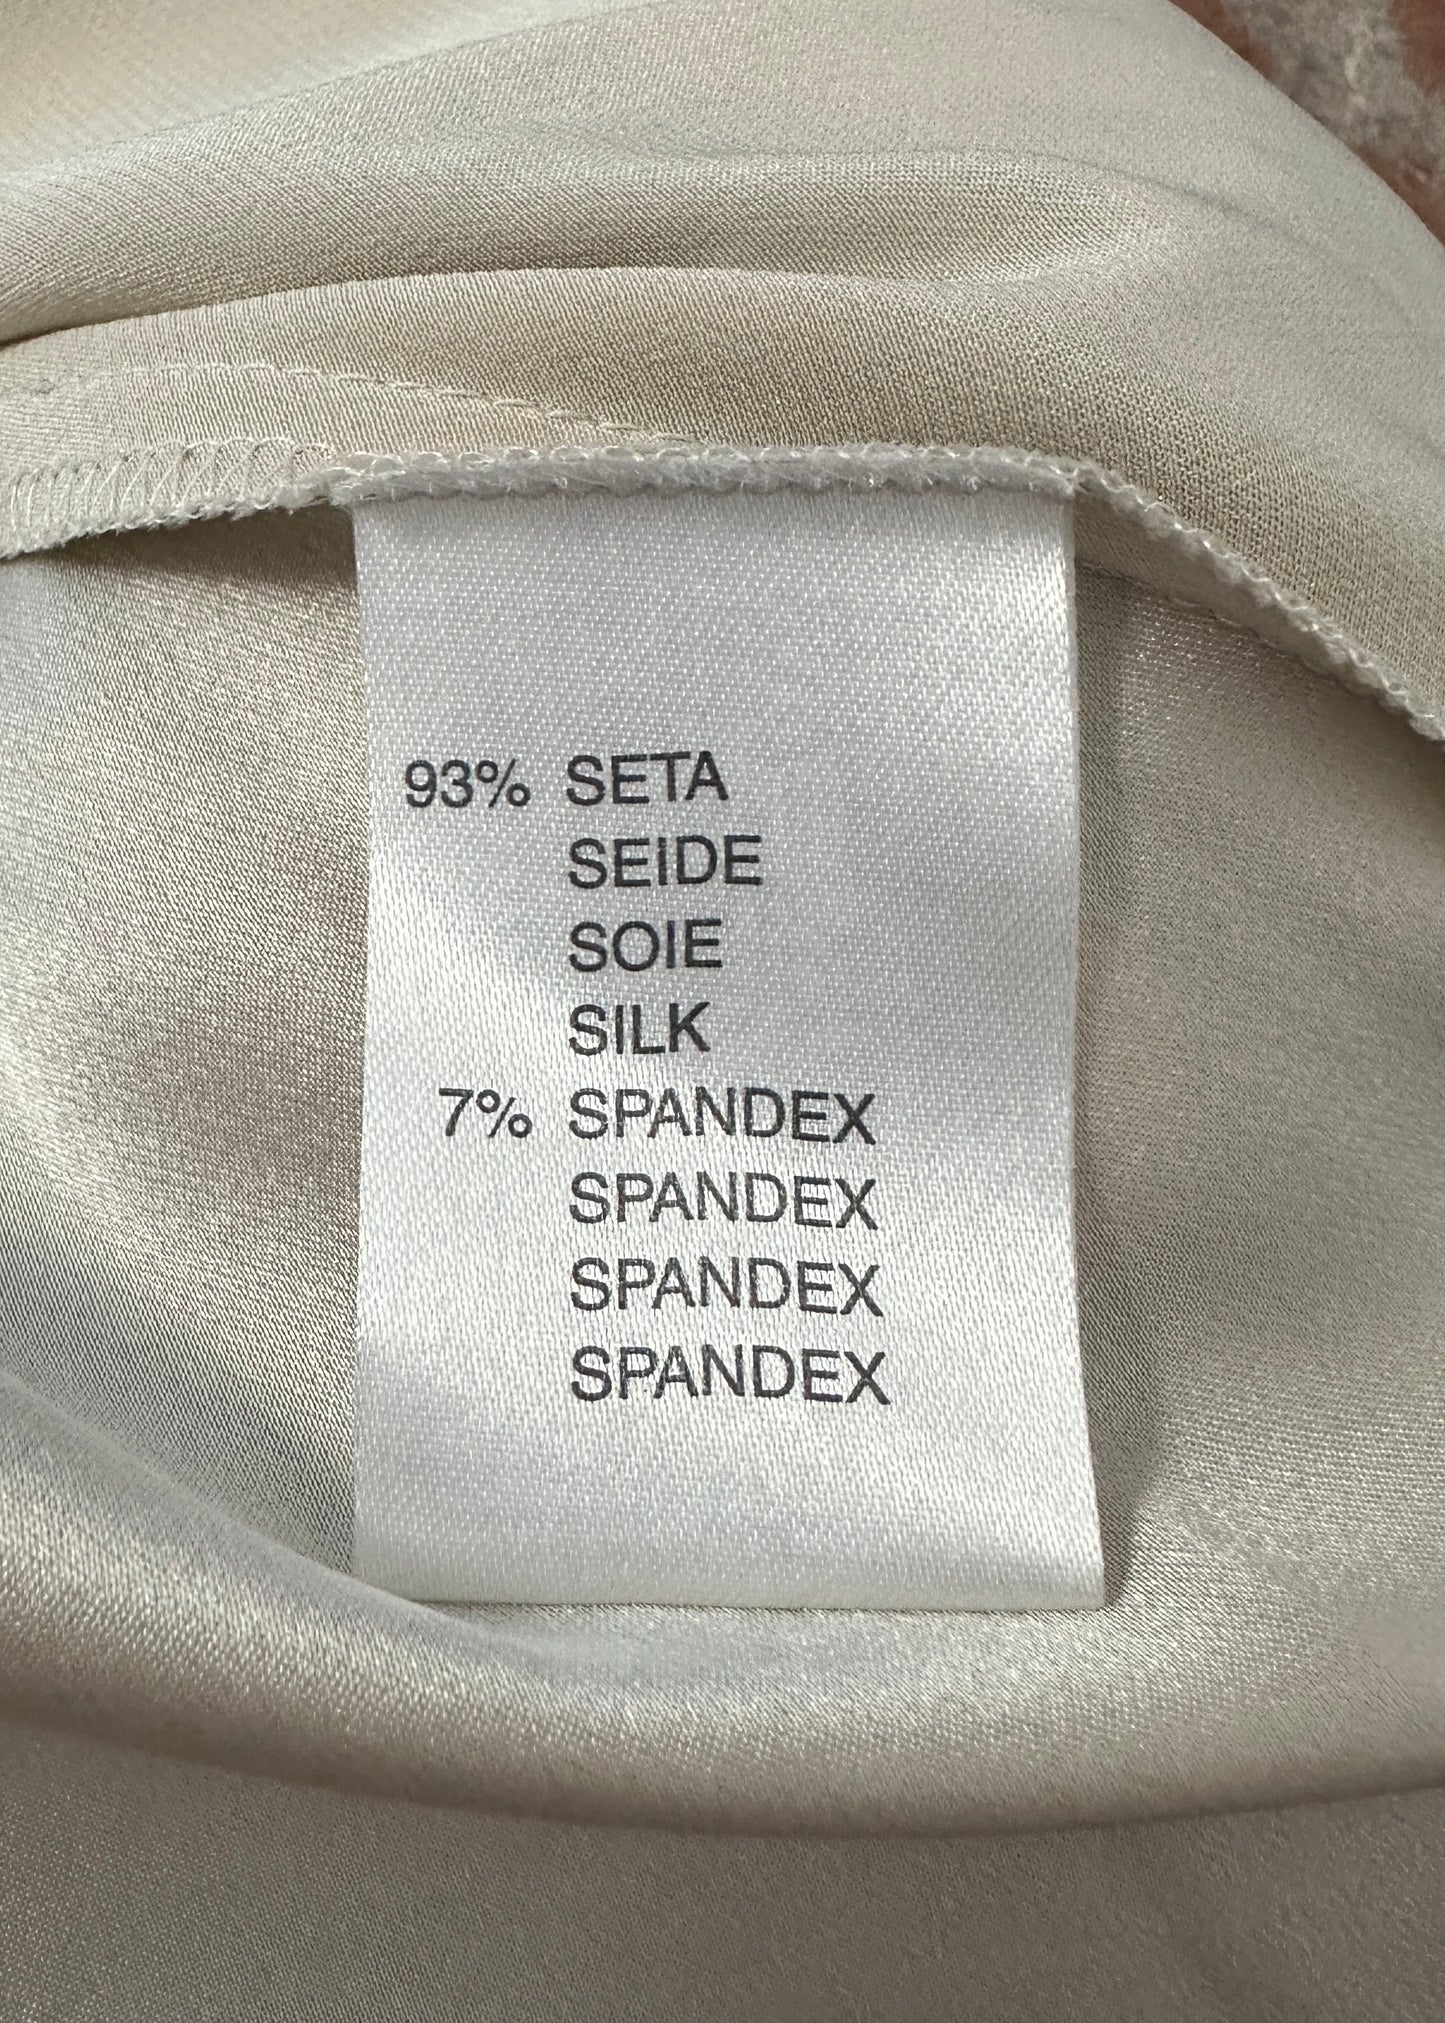 93% SETA
SEIDE
SOIE
SILK
7% SPANDEX
SPANDEX
SPANDEX
SPANDEX